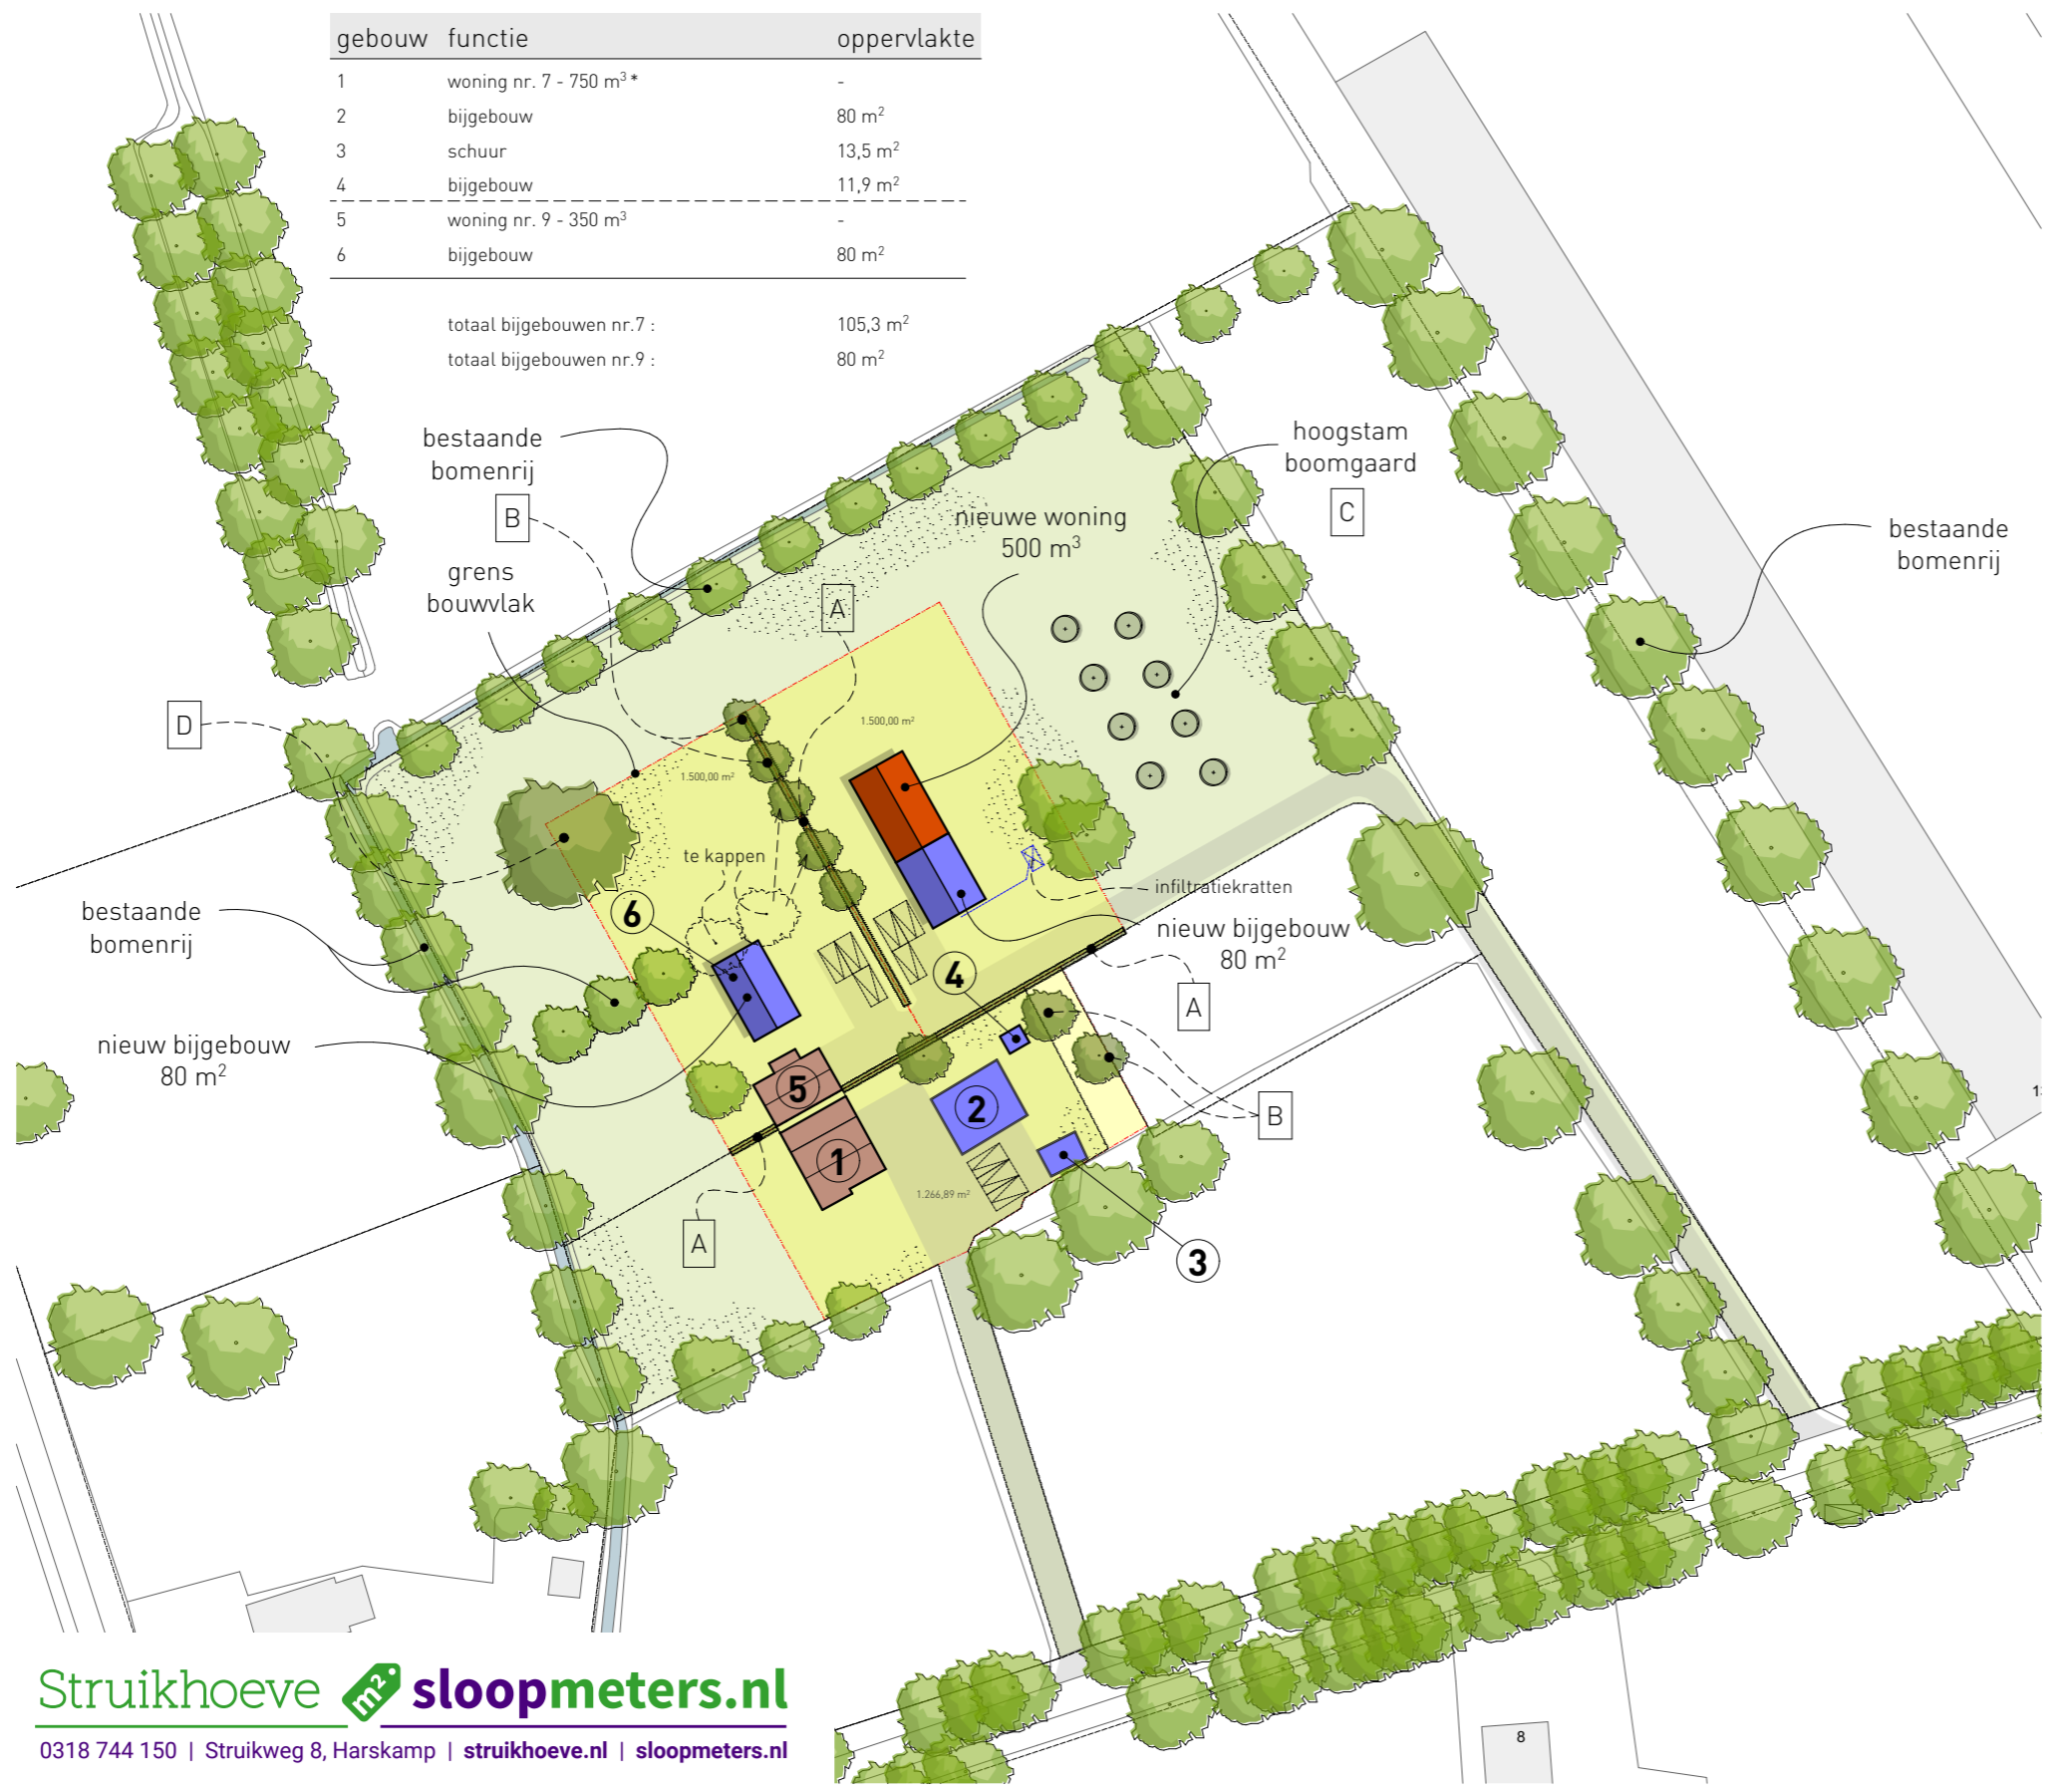 gebouw functie oppervlakte
1 woning nr. 7 - 750 m³ * -
2 bijgebouw 80 m²
3 schuur 13,5 m²
4 bijgebouw 11,9 m²
5 woning nr. 9 - 350 m³ -
6 bijgebouw 80 m²
totaal bijgebouwen nr.7 : 105,3 m²
totaal bijgebouwen nr.9 : 80 m²
bestaande
bomenrij
B
grens
bouwvlak
A
nieuwe woning
500 m³
hoogstam
boomgaard
C
bestaande
bomenrij
D
1.500,00 m²
1.500,00 m²
te kappen
6
infiltratiekratten
bestaande
bomenrij
nieuw bijgebouw
80 m²
4
A
nieuw bijgebouw
80 m²
5
2
B
1
1.266,89 m²
A
3
Struikhoeve m² sloopmeters.nl
0318 744 150 | Struikweg 8, Harskamp | struikhoeve.nl | sloopmeters.nl
8